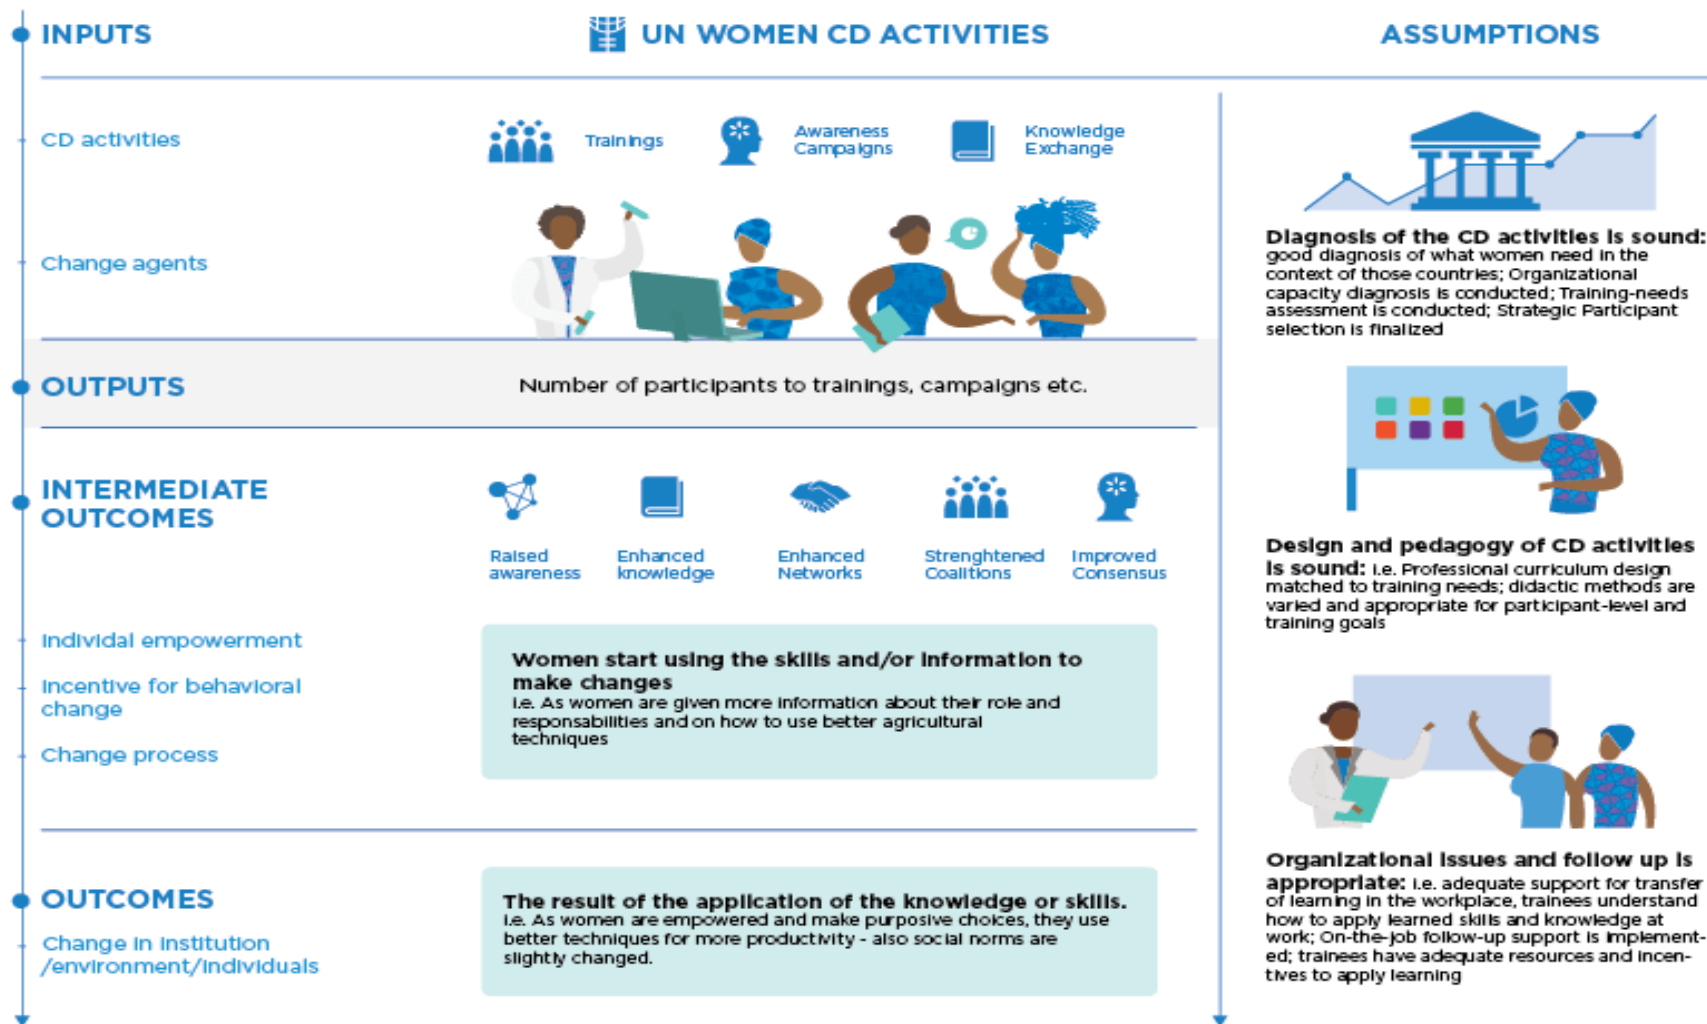 INPUTS
UN WOMEN CD ACTIVITIES
ASSUMPTIONS
CD activities
Trainings
Awareness
Campaigns
Knowledge
Exchange
Change agents
OUTPUTS
Number of participants to trainings, campaigns etc.
INTERMEDIATE
OUTCOMES
Raised
awareness
Enhanced
knowledge
Enhanced
Networks
Strenghtened
Coalitions
Improved
Consensus
Individal empowerment
Incentive for behavioral
change
Change process
Women start using the skills and/or information to
make changes
i.e. As women are given more information about their role and
responsabilities and on how to use better agricultural
techniques
OUTCOMES
Change in institution
/environment/individuals
The result of the application of the knowledge or skills.
i.e. As women are empowered and make purposive choices, they use
better techniques for more productivity - also social norms are
slightly changed.
Diagnosis of the CD activities is sound:
good diagnosis of what women need in the
context of those countries; Organizational
capacity diagnosis is conducted; Training-needs
assessment is conducted; Strategic Participant
selection is finalized
Design and pedagogy of CD activities
is sound: i.e. Professional curriculum design
matched to training needs; didactic methods are
varied and appropriate for participant-level and
training goals
Organizational issues and follow up is
appropriate: i.e. adequate support for transfer
of learning in the workplace, trainees understand
how to apply learned skills and knowledge at
work; On-the-job follow-up support is implement-
ed; trainees have adequate resources and incen-
tives to apply learning